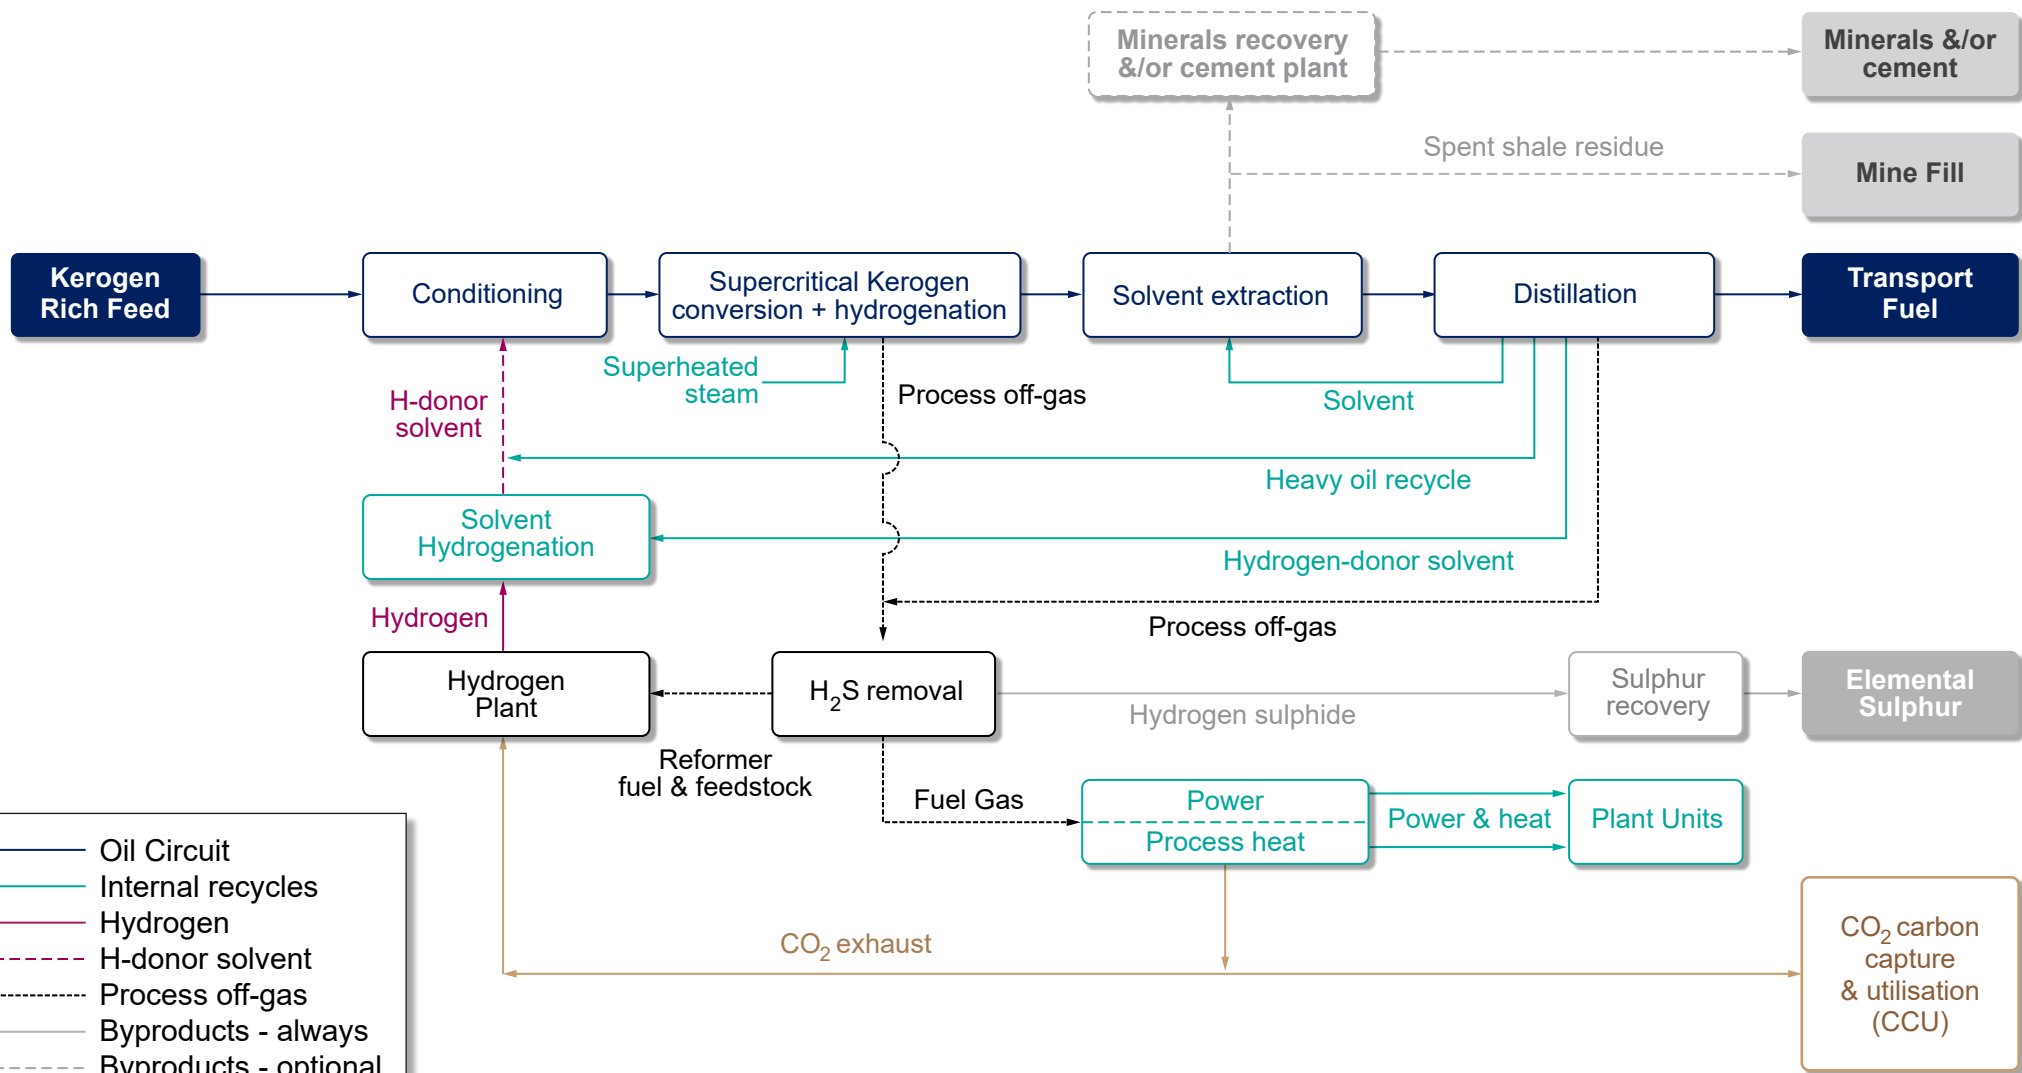 Minerals recovery
&/or cement plant
Minerals &/or
cement
Spent shale residue
Mine Fill
Kerogen
Rich Feed
Conditioning
Supercritical Kerogen
conversion + hydrogenation
Solvent extraction
Distillation
Transport
Fuel
Superheated
steam
Process off-gas
Solvent
H-donor
solvent
Heavy oil recycle
Solvent
Hydrogenation
Hydrogen-donor solvent
Hydrogen
Process off-gas
Hydrogen
Plant
H2S removal
Hydrogen sulphide
Sulphur
recovery
Elemental
Sulphur
Reformer
fuel & feedstock
Fuel Gas
Power
Process heat
Power & heat
Plant Units
CO2 exhaust
CO2 carbon
capture
& utilisation
(CCU)
Oil Circuit
Internal recycles
Hydrogen
H-donor solvent
Process off-gas
Byproducts - always
Byproducts - optional